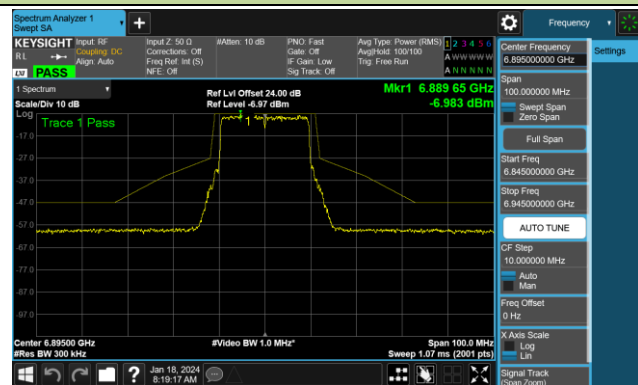 Spectrum Analyzer 1
Swept SA
Frequency
KEYSIGHT
Input: RF
Input Z: 50 Ω
#Atten: 10 dB
PNO: Fast
Avg Type: Power (RMS)
1 2 3 4 5 6
RL
Coupling: DC
Corrections: Off
Gate: Off
Avg|Hold: 100/100
A W W W W W
Align: Auto
Freq Ref: Int (S)
IF Gain: Low
Trig: Free Run
LXI
PASS
NFE: Off
Sig Track: Off
A N N N N N
1 Spectrum
Ref Lvl Offset 24.00 dB
Mkr1 6.889 65 GHz
Scale/Div 10 dB
Ref Level -6.97 dBm
-6.983 dBm
Log
Trace 1 Pass
1
-17.0
-27.0
-37.0
-47.0
-57.0
-67.0
-77.0
-87.0
-97.0
Center 6.89500 GHz
#Video BW 1.0 MHz*
Span 100.0 MHz
#Res BW 300 kHz
Sweep 1.07 ms (2001 pts)
Jan 18, 2024
8:19:17 AM
Center Frequency
6.895000000 GHz
Settings
Span
100.000000 MHz
Swept Span
Zero Span
Full Span
Start Freq
6.845000000 GHz
Stop Freq
6.945000000 GHz
AUTO TUNE
CF Step
10.000000 MHz
Auto
Man
Freq Offset
0 Hz
X Axis Scale
Log
Lin
Signal Track
(Span Zoom)